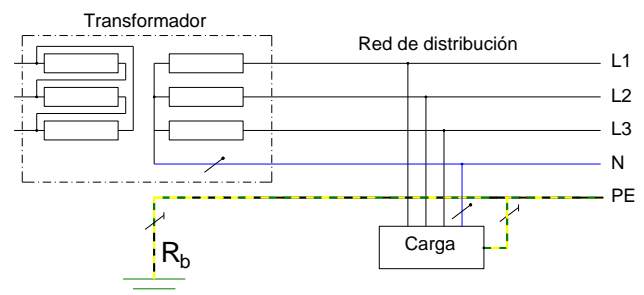 Transformador
Red de distribución
L1
L2
L3
N
PE
Carga
Rb